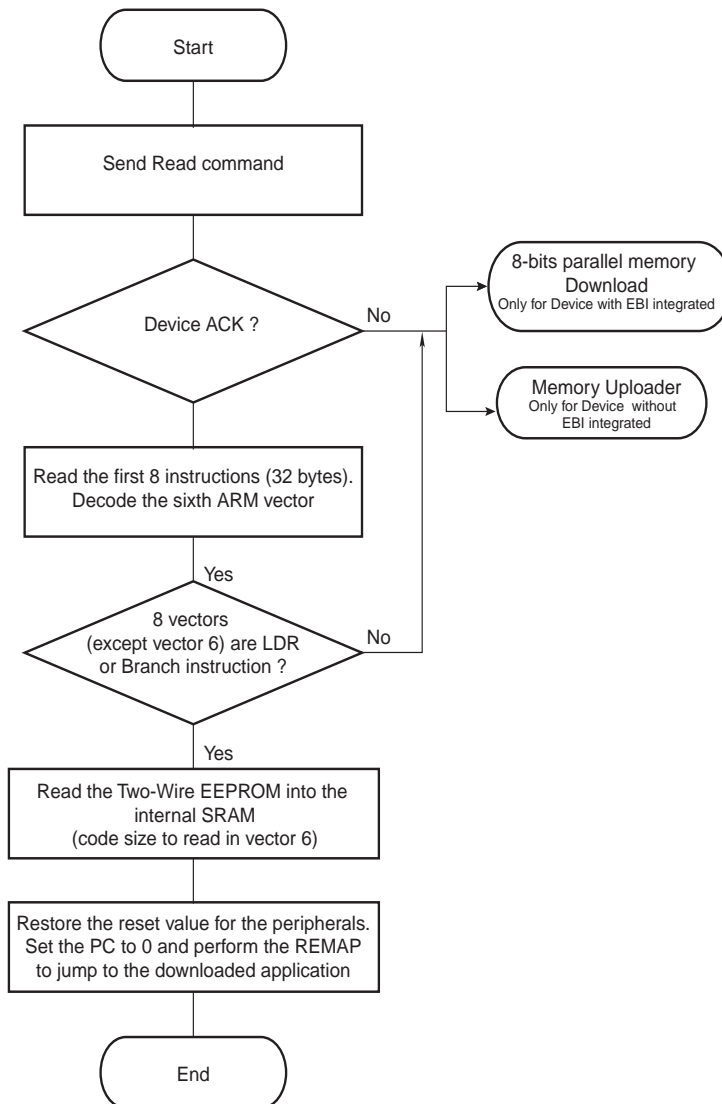 Start
Send Read command
Device ACK ?
No
8-bits parallel memory
Download
Only for Device with EBI integrated
Memory Uploader
Only for Device without
EBI integrated
Read the first 8 instructions (32 bytes).
Decode the sixth ARM vector
Yes
8 vectors
(except vector 6) are LDR
or Branch instruction ?
No
Yes
Read the Two-Wire EEPROM into the
internal SRAM
(code size to read in vector 6)
Restore the reset value for the peripherals.
Set the PC to 0 and perform the REMAP
to jump to the downloaded application
End